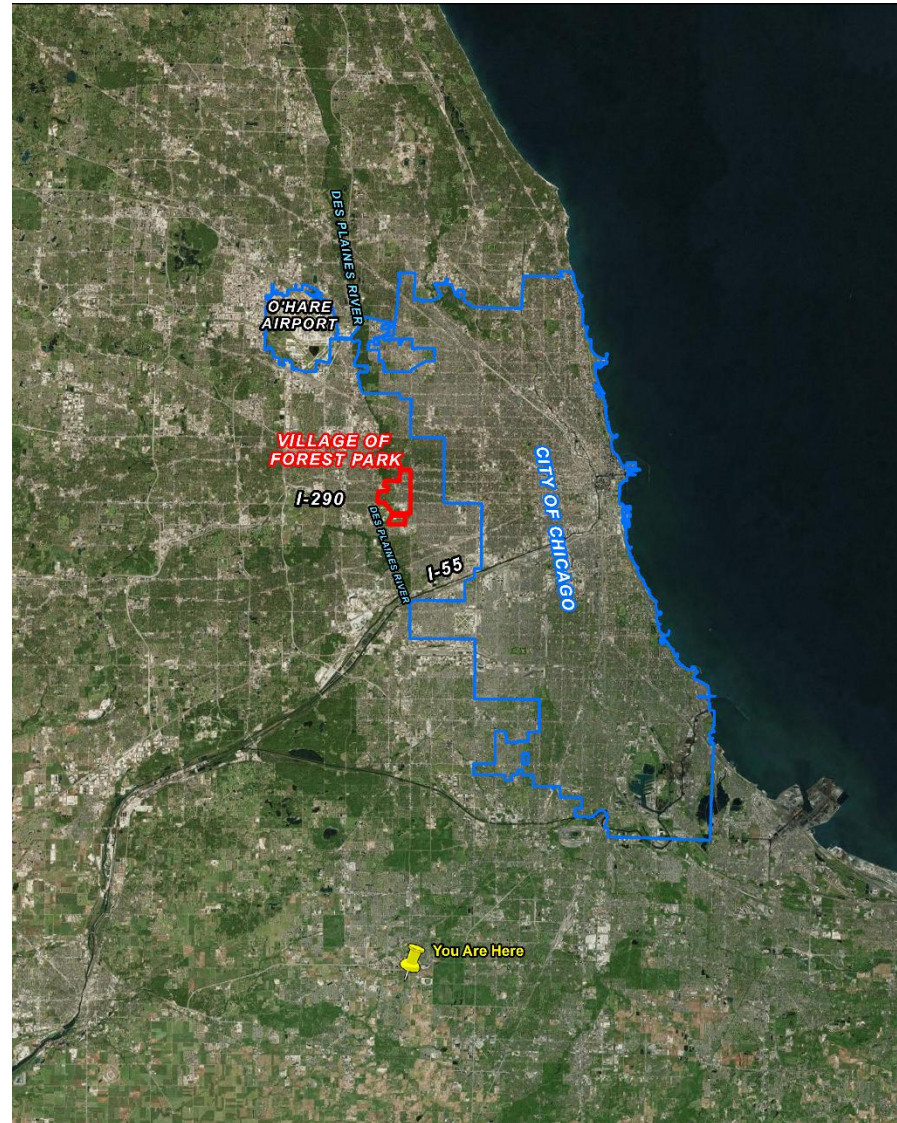 DES PLAINES RIVER
O'HARE
AIRPORT
VILLAGE OF
FOREST PARK
I-290
DES PLAINES RIVER
I-55
CITY OF CHICAGO
You Are Here